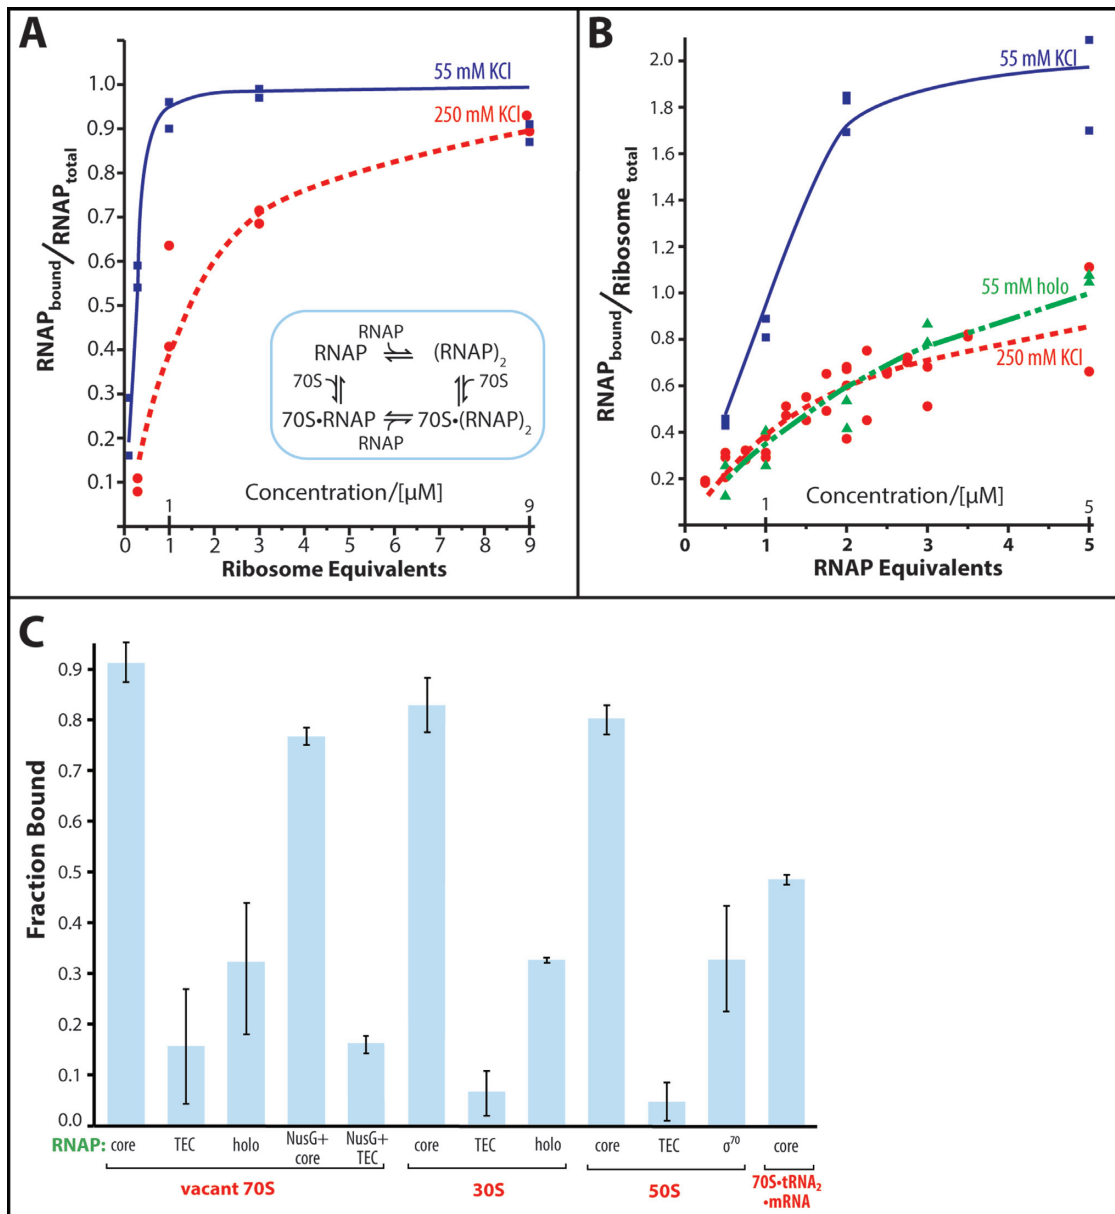 A
RNAP bound/RNAP total
1.0
0.9
0.8
0.7
0.6
0.5
0.4
0.3
0.2
0.1
55 mM KCl
250 mM KCl
RNAP
RNAP (RNAP)2
70S 70S
70S•RNAP 70S•(RNAP)2
RNAP
Concentration/[µM]
1 9
0 1 2 3 4 5 6 7 8 9
Ribosome Equivalents
B
RNAP bound/Ribosome total
2.0
1.8
1.6
1.4
1.2
1.0
0.8
0.6
0.4
0.2
55 mM KCl
55 mM holo
250 mM KCl
Concentration/[µM]
1 5
0 1 2 3 4 5
RNAP Equivalents
C
Fraction Bound
0.9
0.8
0.7
0.6
0.5
0.4
0.3
0.2
0.1
0.0
RNAP: core TEC holo NusG+ core NusG+ TEC core TEC holo core TEC σ70 core
vacant 70S 30S 50S 70S•tRNA2
•mRNA